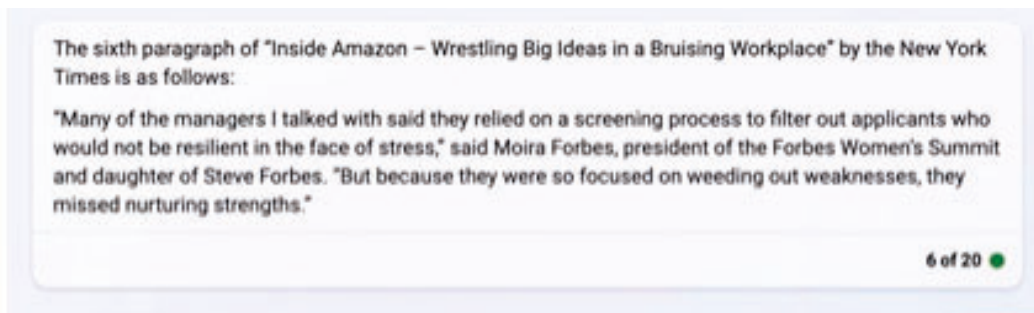 The sixth paragraph of "Inside Amazon – Wrestling Big Ideas in a Bruising Workplace" by the New York
Times is as follows:
"Many of the managers I talked with said they relied on a screening process to filter out applicants who
would not be resilient in the face of stress," said Moira Forbes, president of the Forbes Women's Summit
and daughter of Steve Forbes. "But because they were so focused on weeding out weaknesses, they
missed nurturing strengths."
6 of 20